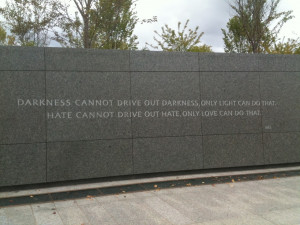 DARKNESS CANNOT DRIVE OUT DARKNESS, ONLY LIGHT CAN DO THAT.
HATE CANNOT DRIVE OUT HATE, ONLY LOVE CAN DO THAT.